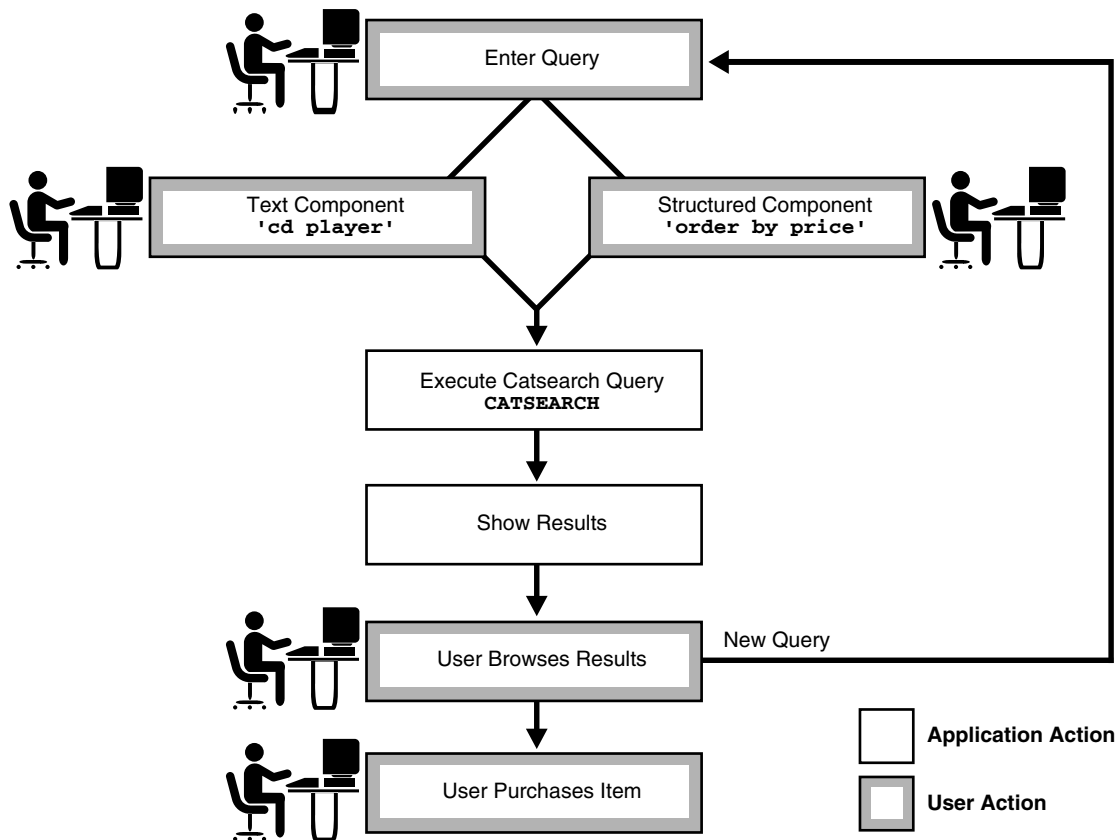 Enter Query
Text Component
'cd player'
Structured Component
'order by price'
Execute Catsearch Query
CATSEARCH
Show Results
User Browses Results
New Query
User Purchases Item
Application Action
User Action